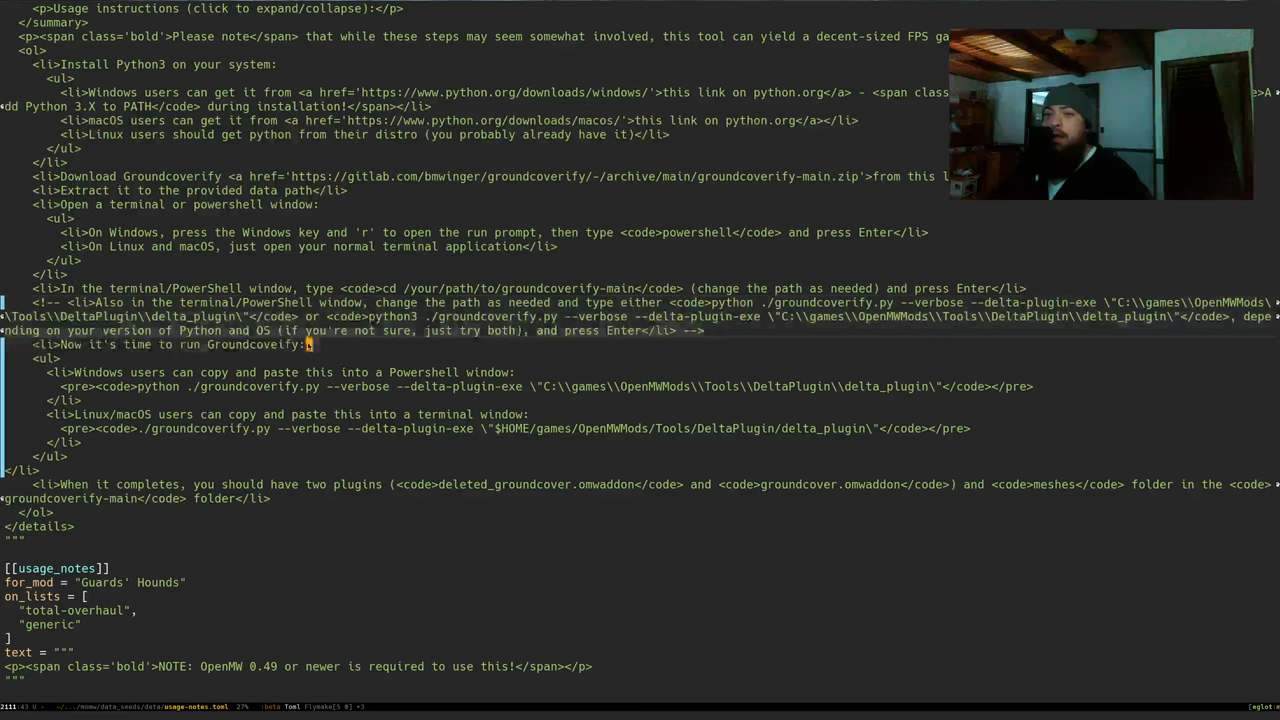 <p>Usage instructions (click to expand/collapse):</p>
  </summary>
  <p><span class='bold'>Please note</span> that while these steps may seem somewhat involved, this tool can yield a decent-sized FPS ga
  <ol>
    <li>Install Python3 on your system:
      <ul>
        <li>Windows users can get it from <a href='https://www.python.org/downloads/windows/'>this link on python.org</a> - <span clas >A
dd Python 3.X to PATH</code> during installation!</span></li>
        <li>macOS users can get it from <a href='https://www.python.org/downloads/macos/'>this link on python.org</a></li>
        <li>Linux users should get python from their distro (you probably already have it)</li>
      </ul>
    </li>
    <li>Download Groundcoverify <a href='https://gitlab.com/bmwinger/groundcoverify/-/archive/main/groundcoverify-main.zip'>from this l
    <li>Extract it to the provided data path</li>
    <li>Open a terminal or powershell window:
      <ul>
        <li>On Windows, press the Windows key and 'r' to open the run prompt, then type <code>powershell</code> and press Enter</li>
        <li>On Linux and macOS, just open your normal terminal application</li>
      </ul>
    </li>
    <li>In the terminal/PowerShell window, type <code>cd /your/path/to/groundcoverify-main</code> (change the path as needed) and press Enter</li>
    <!-- <li>Also in the terminal/PowerShell window, change the path as needed and type either <code>python ./groundcoverify.py --verbose --delta-plugin-exe \"C:\\games\\OpenMWMods\
\Tools\\DeltaPlugin\\delta_plugin\"</code> or <code>python3 ./groundcoverify.py --verbose --delta-plugin-exe \"C:\\games\\OpenMWMods\\Tools\\DeltaPlugin\\delta_plugin\"</code>, depe
nding on your version of Python and OS (if you're not sure, just try both), and press Enter</li> -->
    <li>Now it's time to run Groundcoveify:
    <ul>
      <li>Windows users can copy and paste this into a Powershell window:
        <pre><code>python ./groundcoverify.py --verbose --delta-plugin-exe \"C:\\games\\OpenMWMods\\Tools\\DeltaPlugin\\delta_plugin\"</code></pre>
      </li>
      <li>Linux/macOS users can copy and paste this into a terminal window:
        <pre><code>./groundcoverify.py --verbose --delta-plugin-exe \"$HOME/games/OpenMWMods/Tools/DeltaPlugin/delta_plugin\"</code></pre>
      </li>
    </ul>
</li>
    <li>When it completes, you should have two plugins (<code>deleted_groundcover.omwaddon</code> and <code>groundcover.omwaddon</code>) and <code>meshes</code> folder in the <code>
groundcoverify-main</code> folder</li>
  </ol>
</details>
"""

[[usage_notes]]
for_mod = "Guards' Hounds"
on_lists = [
  "total-overhaul",
  "generic"
]
text = """
<p><span class='bold'>NOTE: OpenMW 0.49 or newer is required to use this!</span></p>
"""
2111:43 U - ~/.../momw/data_seeds/data/usage-notes.toml 27% :beta Toml Flymake[5 0] +3 [eglot: